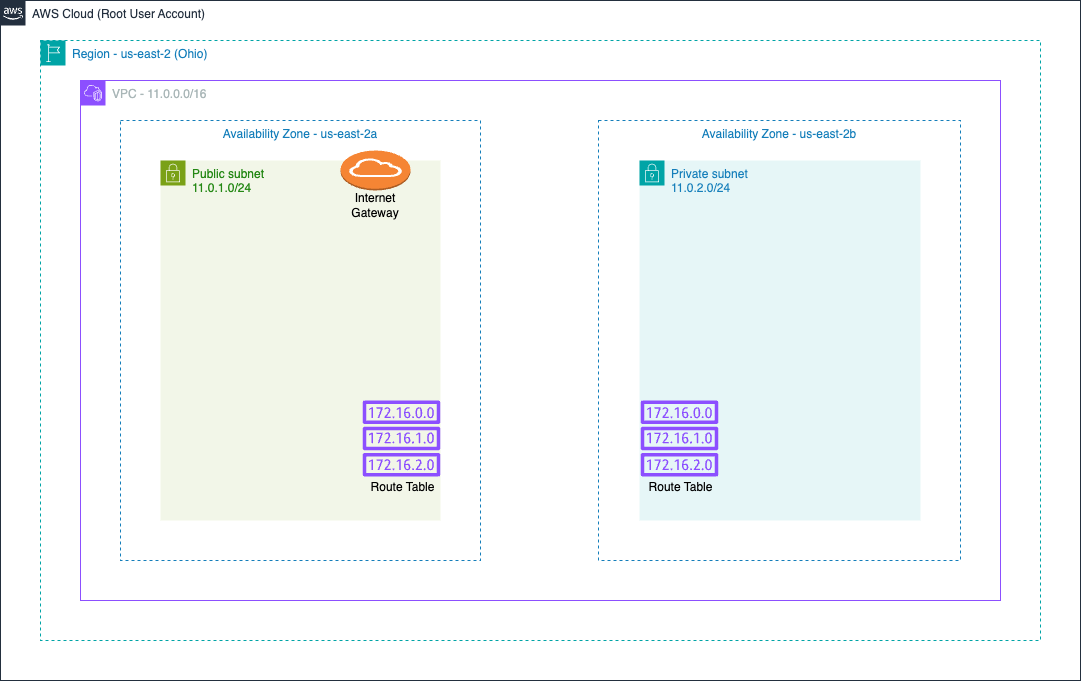 aws
AWS Cloud (Root User Account)
Region - us-east-2 (Ohio)
VPC - 11.0.0.0/16
Availability Zone - us-east-2a
Public subnet
11.0.1.0/24
Internet
Gateway
172.16.0.0
172.16.1.0
172.16.2.0
Route Table
Availability Zone - us-east-2b
Private subnet
11.0.2.0/24
172.16.0.0
172.16.1.0
172.16.2.0
Route Table